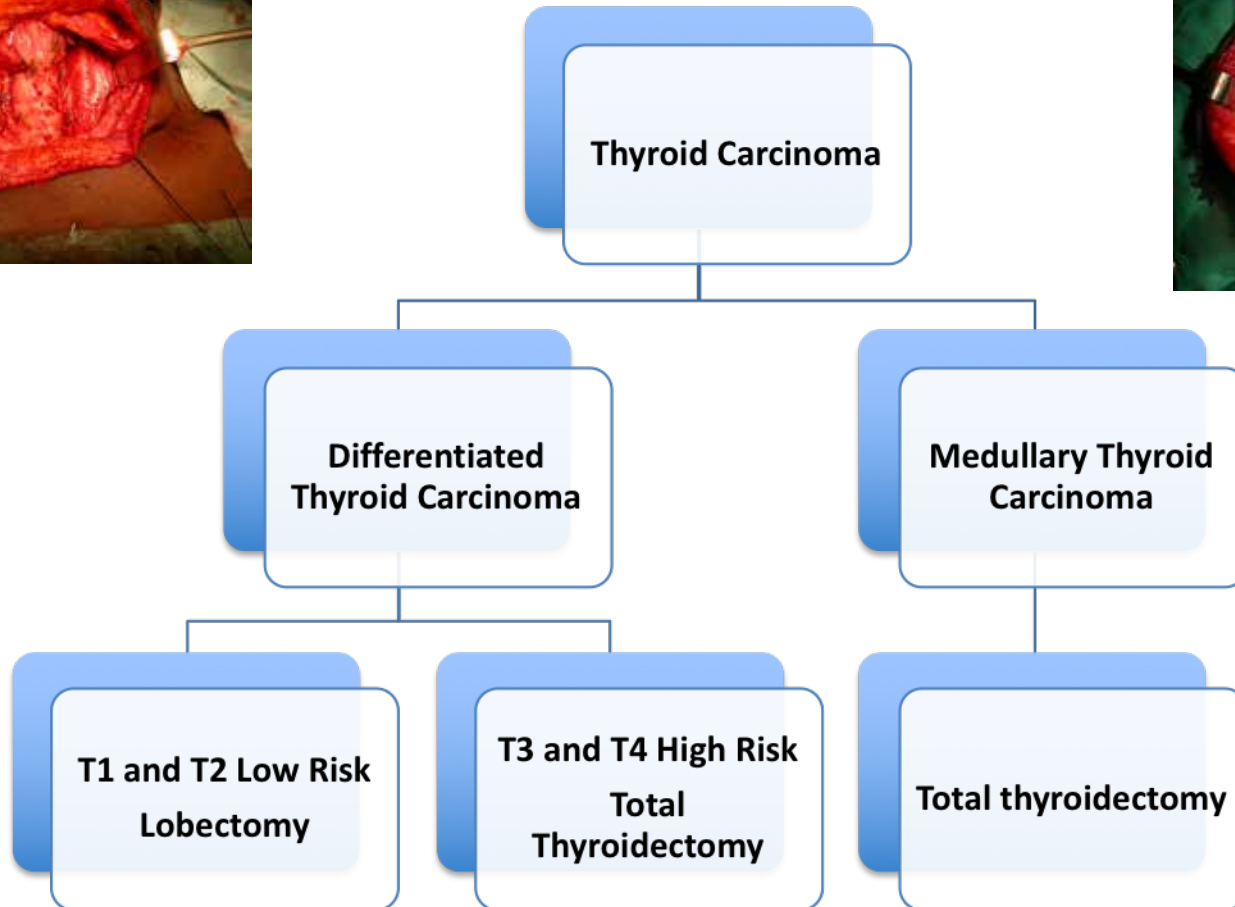 Thyroid Carcinoma
Differentiated
Thyroid Carcinoma
Medullary Thyroid
Carcinoma
T1 and T2 Low Risk
Lobectomy
T3 and T4 High Risk
Total
Thyroidectomy
Total thyroidectomy